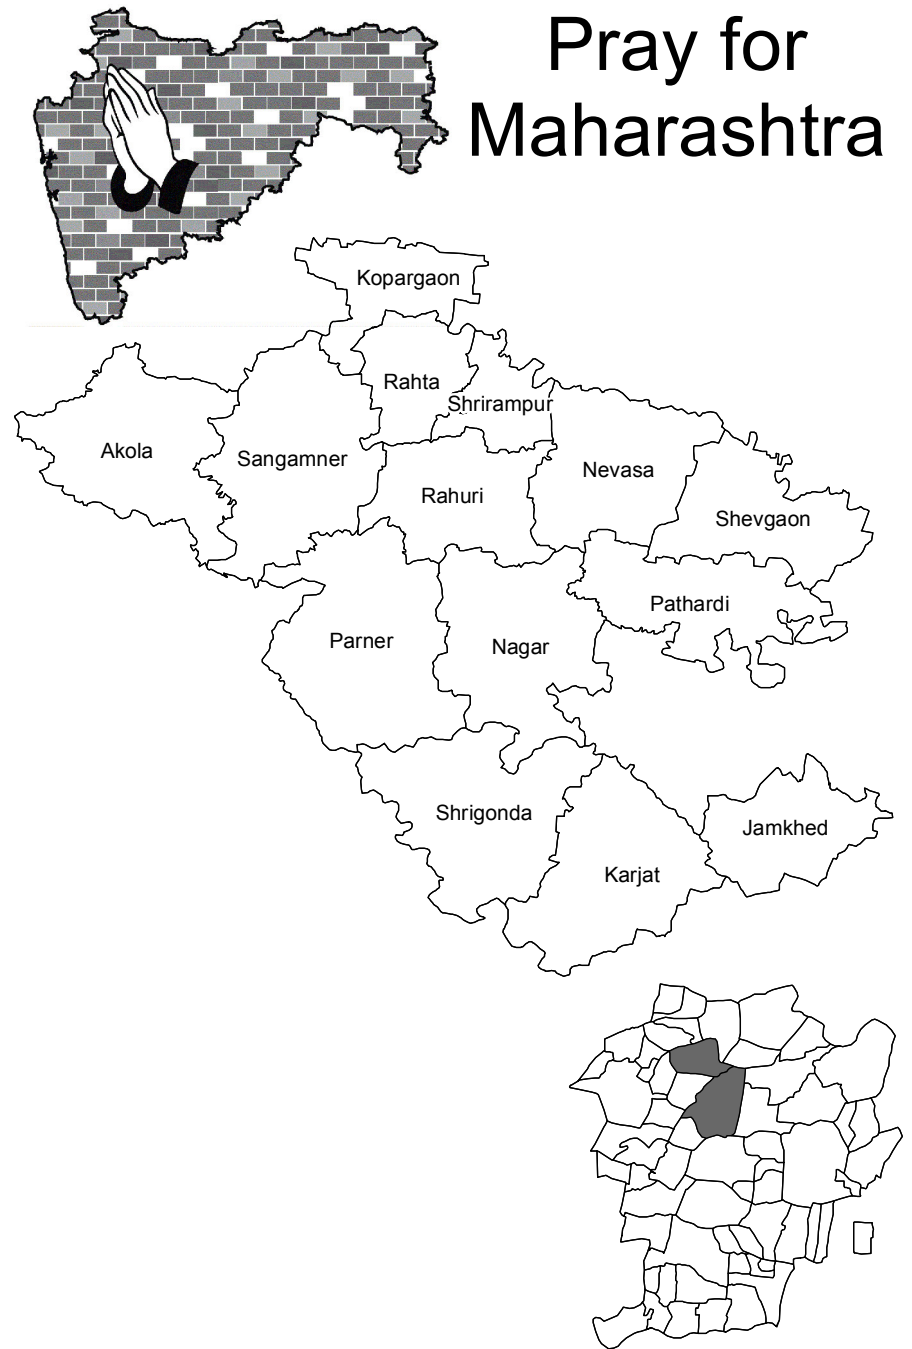 Pray for
Maharashtra
Kopargaon
Rahta
Shrirampur
Akola
Sangamner
Nevasa
Rahuri
Shevgaon
Pathardi
Parner
Nagar
Shrigonda
Jamkhed
Karjat